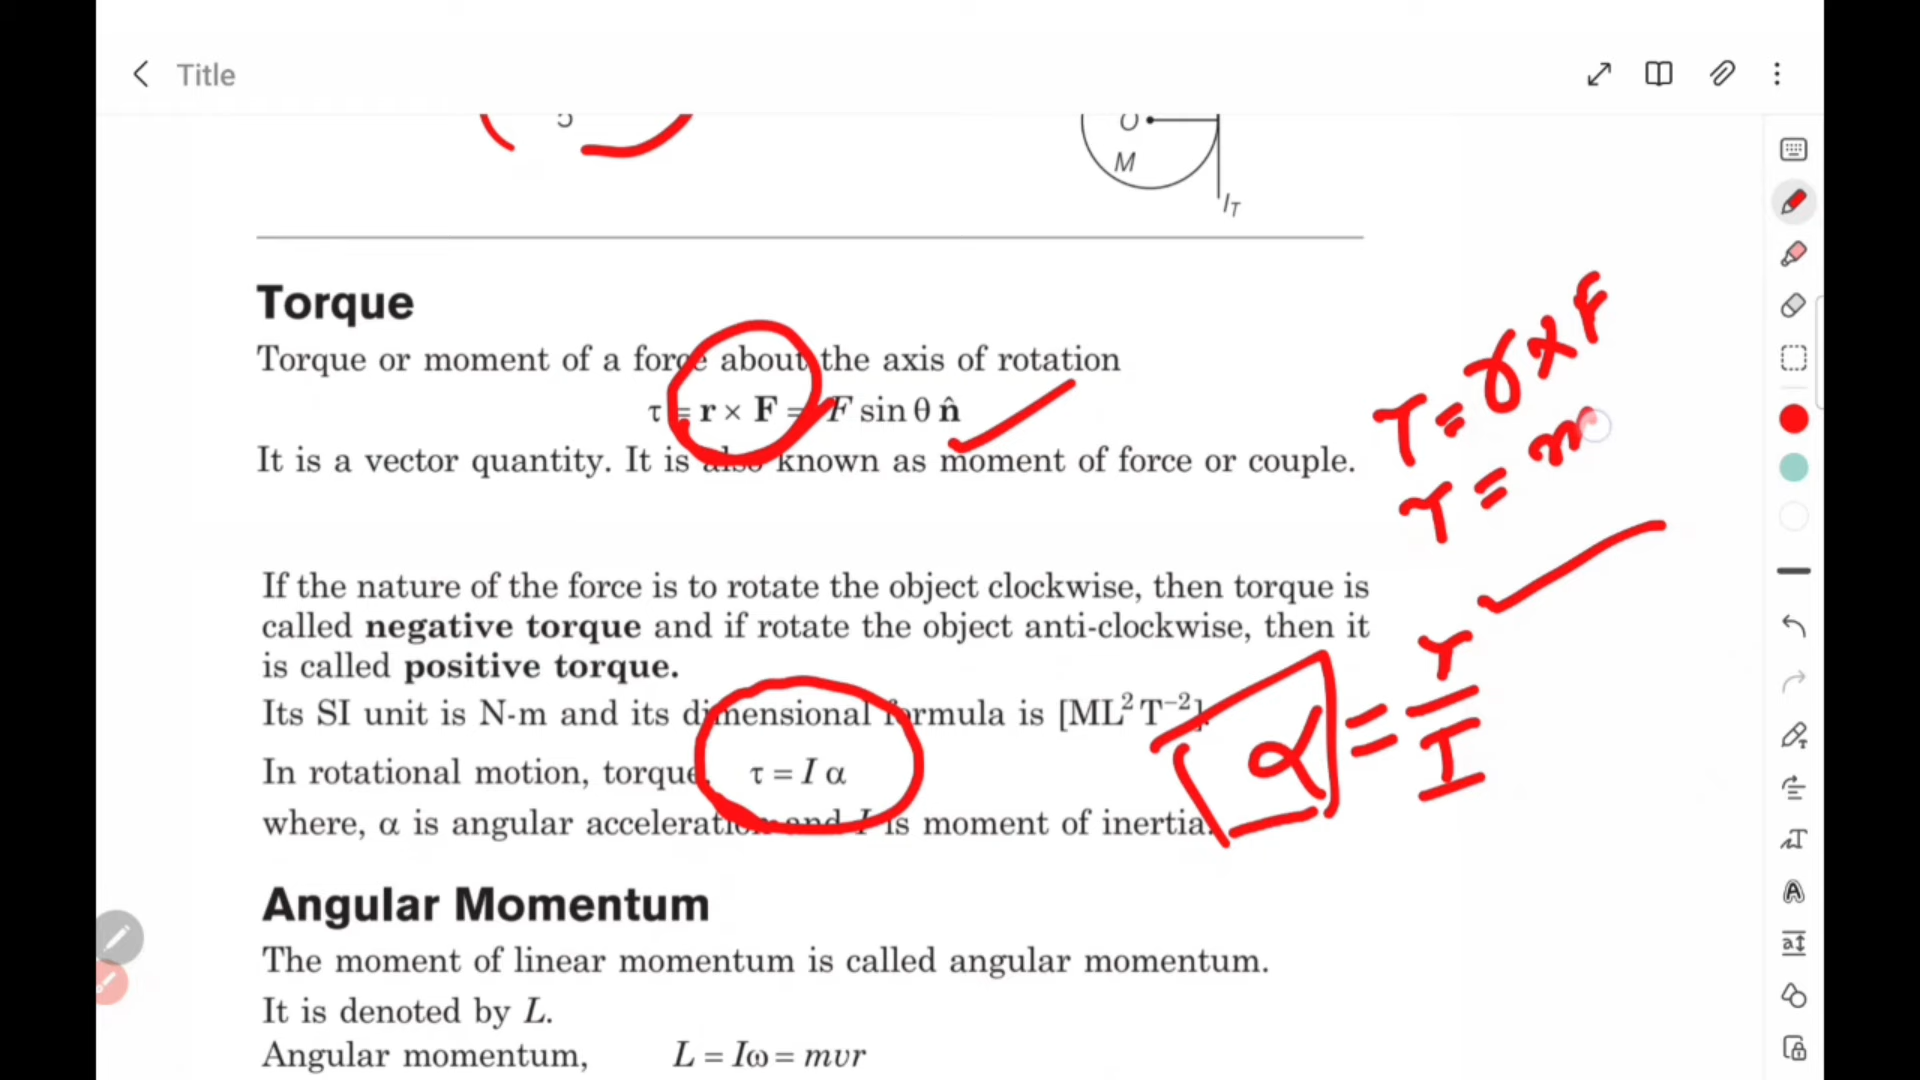 Title
5
O
M
I_T
Torque
Torque or moment of a force about the axis of rotation
τ = r × F = F sin θ n̂
It is a vector quantity. It is also known as moment of force or couple.
τ = r × F
τ =
If the nature of the force is to rotate the object clockwise, then torque is
called negative torque and if rotate the object anti-clockwise, then it
is called positive torque.
Its SI unit is N-m and its dimensional formula is [ML² T⁻²].
In rotational motion, torque, τ = I α
α = τ / I
where, α is angular acceleration and I is moment of inertia.
Angular Momentum
The moment of linear momentum is called angular momentum.
It is denoted by L.
Angular momentum, L = Iω = mvr